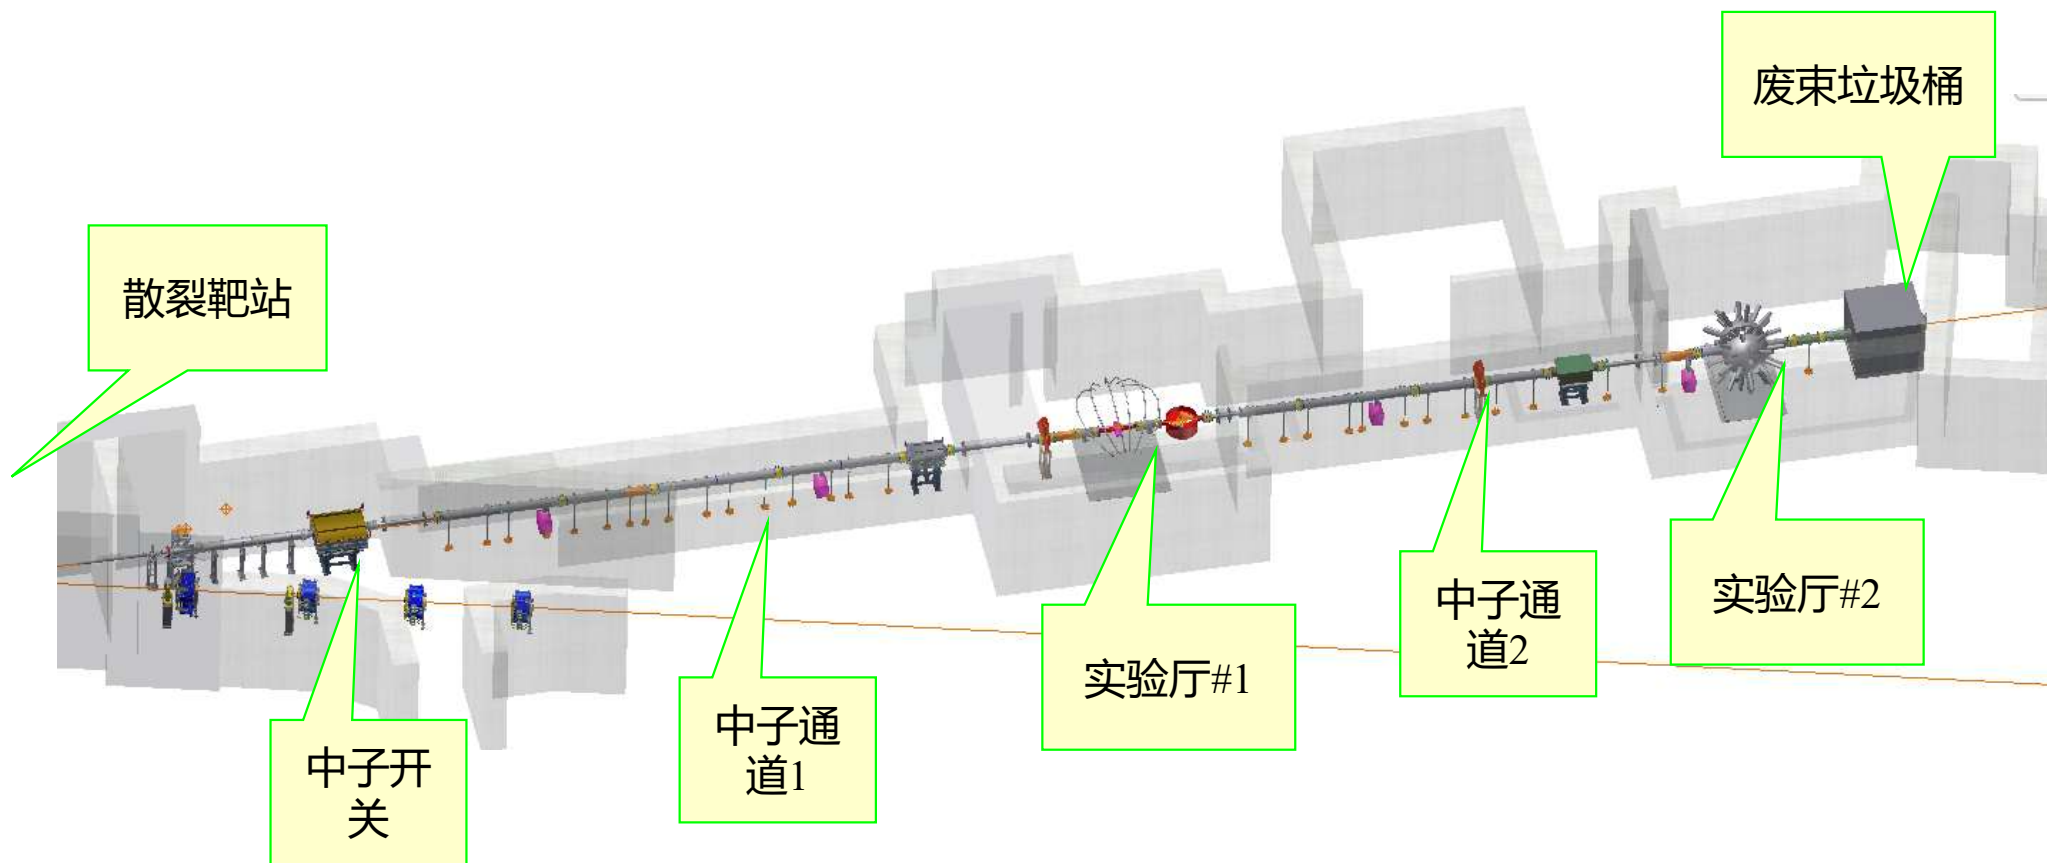 废束垃圾桶
散裂靶站
中子通
道2
实验厅#2
实验厅#1
中子通
道1
中子开
关